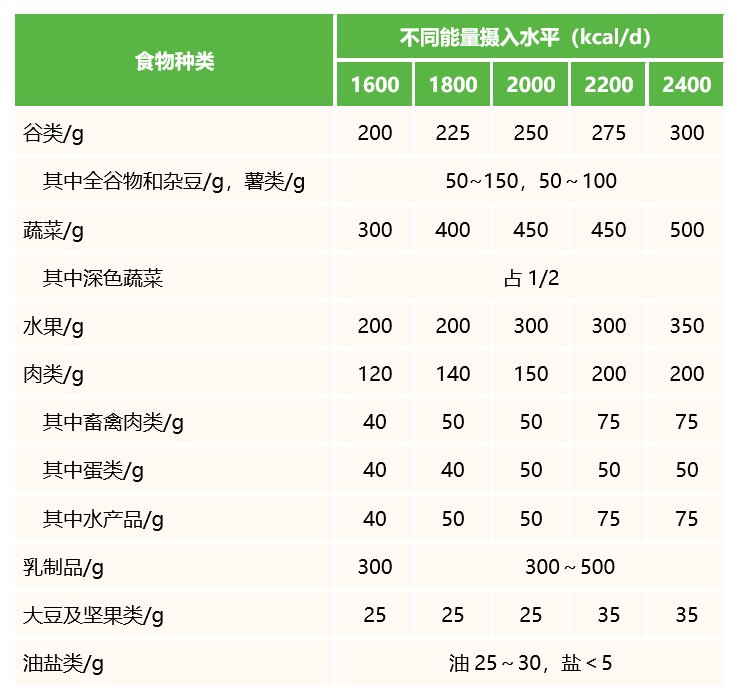 食物种类
不同能量摄入水平（kcal/d）
1600 1800 2000 2200 2400
谷类/g 200 225 250 275 300
其中全谷物和杂豆/g，薯类/g 50~150，50～100
蔬菜/g 300 400 450 450 500
其中深色蔬菜 占 1/2
水果/g 200 200 300 300 350
肉类/g 120 140 150 200 200
其中畜禽肉类/g 40 50 50 75 75
其中蛋类/g 40 40 50 50 50
其中水产品/g 40 50 50 75 75
乳制品/g 300 300～500
大豆及坚果类/g 25 25 25 35 35
油盐类/g 油 25～30，盐＜5